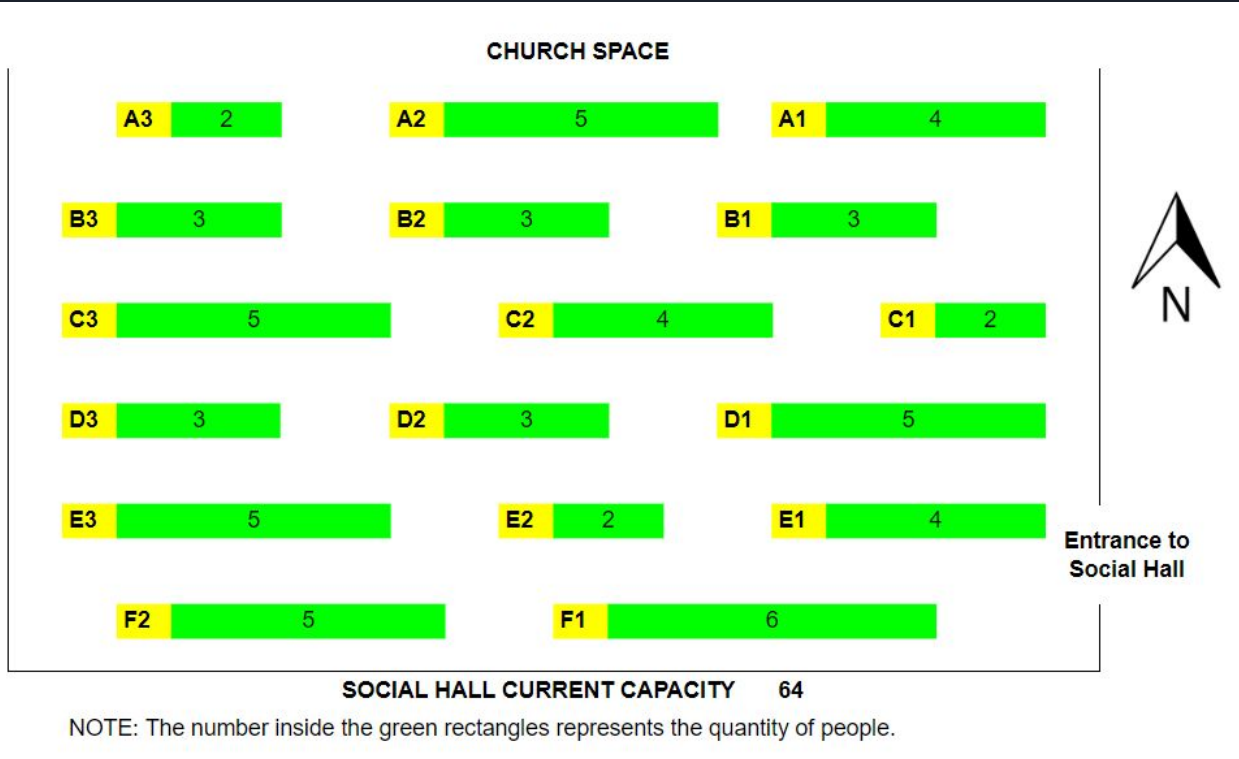 CHURCH SPACE
A3 2 A2 5 A1 4
B3 3 B2 3 B1 3
C3 5 C2 4 C1 2
D3 3 D2 3 D1 5
E3 5 E2 2 E1 4
Entrance to
Social Hall
F2 5 F1 6
SOCIAL HALL CURRENT CAPACITY 64
NOTE: The number inside the green rectangles represents the quantity of people.
N